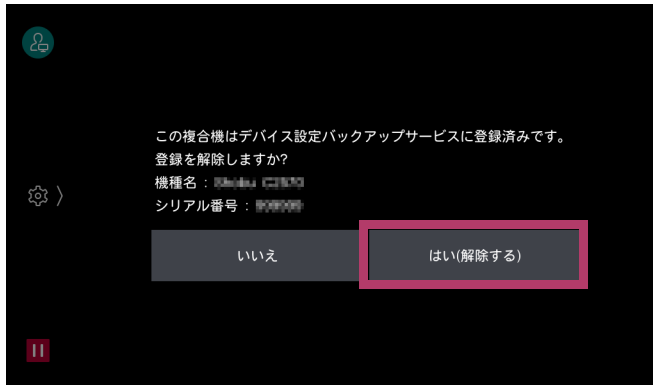 この複合機はデバイス設定バックアップサービスに登録済みです。
登録を解除しますか?
機種名 :
シリアル番号 :
いいえ
はい(解除する)